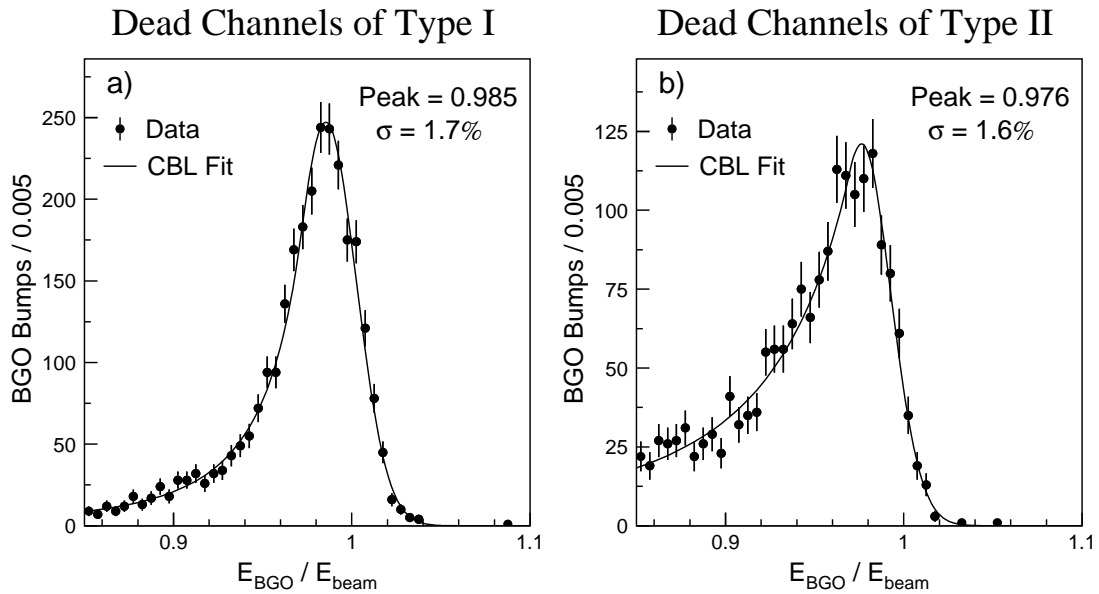 Dead Channels of Type I
a)
Peak = 0.985
σ = 1.7%
Data
CBL Fit
BGO Bumps / 0.005
250
200
150
100
50
0
0.9
1
1.1
E_BGO / E_beam
Dead Channels of Type II
b)
Peak = 0.976
σ = 1.6%
Data
CBL Fit
BGO Bumps / 0.005
125
100
75
50
25
0
0.9
1
1.1
E_BGO / E_beam